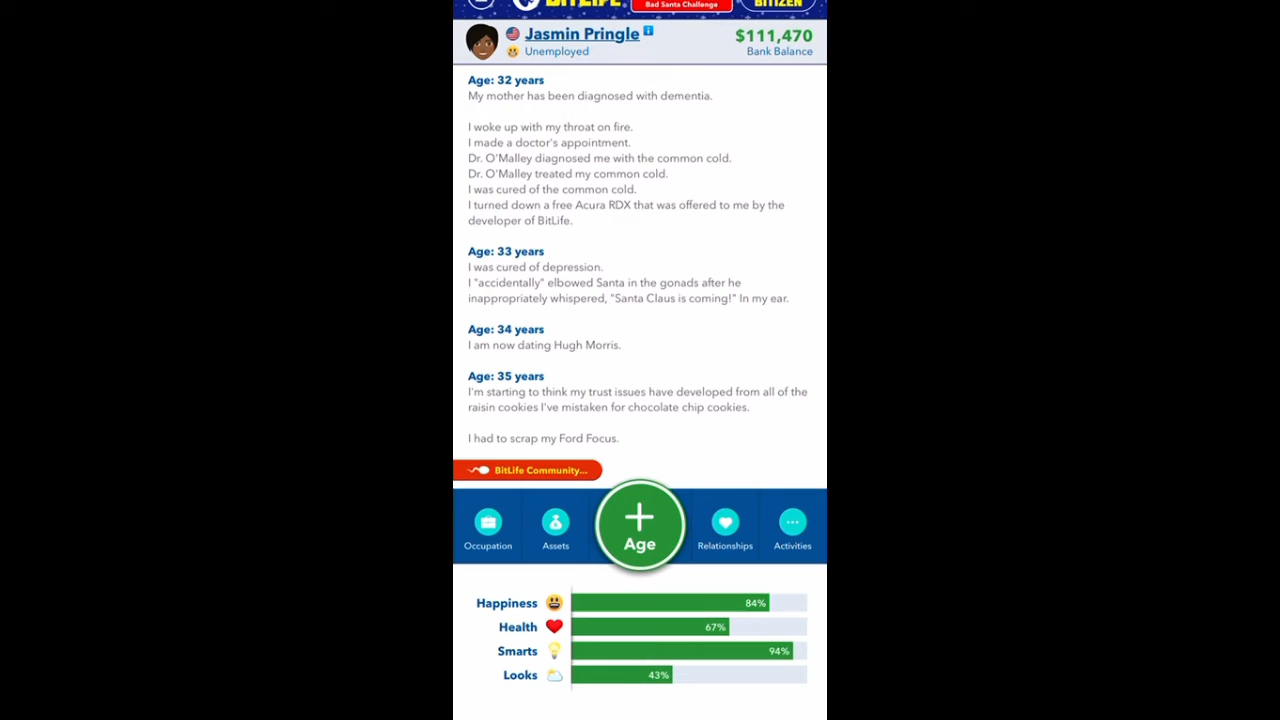 BITLIFE
Bad Santa Challenge
BITIZEN
Jasmin Pringle
$111,470
Unemployed
Bank Balance
Age: 32 years
My mother has been diagnosed with dementia.
I woke up with my throat on fire.
I made a doctor's appointment.
Dr. O'Malley diagnosed me with the common cold.
Dr. O'Malley treated my common cold.
I was cured of the common cold.
I turned down a free Acura RDX that was offered to me by the
developer of BitLife.
Age: 33 years
I was cured of depression.
I "accidentally" elbowed Santa in the gonads after he
inappropriately whispered, "Santa Claus is coming!" In my ear.
Age: 34 years
I am now dating Hugh Morris.
Age: 35 years
I'm starting to think my trust issues have developed from all of the
raisin cookies I've mistaken for chocolate chip cookies.
I had to scrap my Ford Focus.
BitLife Community...
Occupation
Assets
Age
Relationships
Activities
Happiness 84%
Health 67%
Smarts 94%
Looks 43%